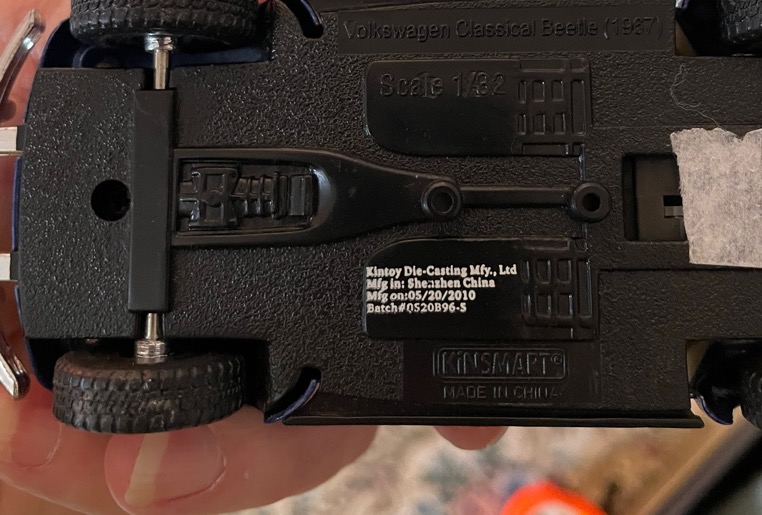 Volkswagen Classical Beetle (1967)
Scale 1/32
Kintoy Die-Casting Mfy., Ltd
Mfg in: Shenzhen China
Mfg on:05/20/2010
Batch#0520B96-5
KiNSMART®
MADE IN CHINA